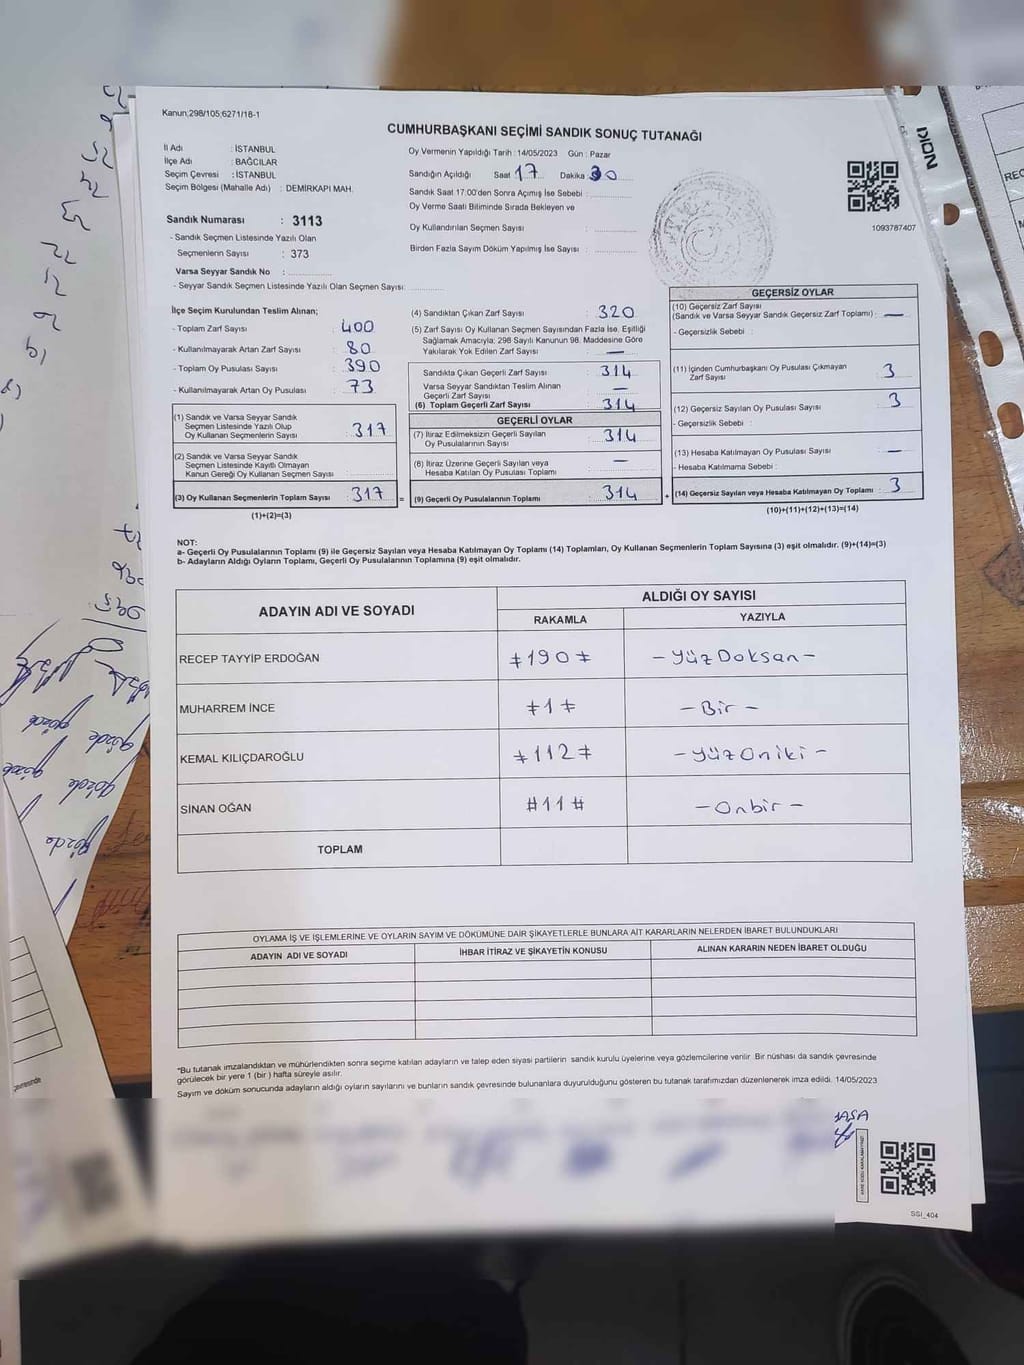 Kanun;298/105;6271/18-1
CUMHURBAŞKANI SEÇİMİ SANDIK SONUÇ TUTANAĞI
İl Adı : İSTANBUL
İlçe Adı : BAĞCILAR
Seçim Çevresi : İSTANBUL
Seçim Bölgesi (Mahalle Adı) : DEMİRKAPI MAH.
Sandık Numarası : 3113
- Sandık Seçmen Listesinde Yazılı Olan
Seçmenlerin Sayısı : 373
Varsa Seyyar Sandık No :
- Seyyar Sandık Seçmen Listesinde Yazılı Olan Seçmen Sayısı:
Oy Vermenin Yapıldığı Tarih : 14/05/2023 Gün : Pazar
Sandığın Açıldığı Saat 17 Dakika 30
Sandık Saat 17:00'den Sonra Açımış İse Sebebi :
Oy Verme Saati Bitiminde Sırada Bekleyen ve
Oy Kullandırılan Seçmen Sayısı :
Birden Fazla Sayım Döküm Yapılmış İse Sayısı :
NOKI
1093787407
İlçe Seçim Kurulundan Teslim Alınan;
- Toplam Zarf Sayısı : 400
- Kullanılmayarak Artan Zarf Sayısı : 80
- Toplam Oy Pusulası Sayısı : 390
- Kullanılmayarak Artan Oy Pusulası : 73
(1) Sandık ve Varsa Seyyar Sandık
Seçmen Listesinde Yazılı Olup
Oy Kullanan Seçmenlerin Sayısı : 317
(2) Sandık ve Varsa Seyyar Sandık
Seçmen Listesinde Kayıtlı Olmayan
Kanun Gereği Oy Kullanan Seçmen Sayısı
(3) Oy Kullanan Seçmenlerin Toplam Sayısı : 317 =
(1)+(2)=(3)
(4) Sandıktan Çıkan Zarf Sayısı : 320
(5) Zarf Sayısı Oy Kullanan Seçmen Sayısından Fazla İse, Eşitliği
Sağlamak Amacıyla; 298 Sayılı Kanunun 98. Maddesine Göre
Yakılarak Yok Edilen Zarf Sayısı : —
Sandıkta Çıkan Geçerli Zarf Sayısı : 314
Varsa Seyyar Sandıktan Teslim Alınan
Geçerli Zarf Sayısı : —
(6) Toplam Geçerli Zarf Sayısı : 314
GEÇERLİ OYLAR
(7) İtiraz Edilmeksizin Geçerli Sayılan
Oy Pusulalarının Sayısı : 314
(8) İtiraz Üzerine Geçerli Sayılan veya
Hesaba Katılan Oy Pusulası Toplamı : —
(9) Geçerli Oy Pusulalarının Toplamı : 314 +
GEÇERSİZ OYLAR
(10) Geçersiz Zarf Sayısı
(Sandık ve Varsa Seyyar Sandık Geçersiz Zarf Toplamı) : —
- Geçersizlik Sebebi :
(11) İçinden Cumhurbaşkanı Oy Pusulası Çıkmayan
Zarf Sayısı : 3
(12) Geçersiz Sayılan Oy Pusulası Sayısı : 3
- Geçersizlik Sebebi :
(13) Hesaba Katılmayan Oy Pusulası Sayısı : —
- Hesaba Katılmama Sebebi :
(14) Geçersiz Sayılan veya Hesaba Katılmayan Oy Toplamı : 3
(10)+(11)+(12)+(13)=(14)
NOT:
a- Geçerli Oy Pusulalarının Toplamı (9) ile Geçersiz Sayılan veya Hesaba Katılmayan Oy Toplamı (14) Toplamları, Oy Kullanan Seçmenlerin Toplam Sayısına (3) eşit olmalıdır. (9)+(14)=(3)
b- Adayların Aldığı Oyların Toplamı, Geçerli Oy Pusulalarının Toplamına (9) eşit olmalıdır.
ADAYIN ADI VE SOYADI
ALDIĞI OY SAYISI
RAKAMLA YAZIYLA
RECEP TAYYİP ERDOĞAN ≠190≠ - YüzDoksan -
MUHARREM İNCE ≠1≠ - Bir -
KEMAL KILIÇDAROĞLU ≠112≠ - YüzOniki -
SİNAN OĞAN #11# - Onbir -
TOPLAM
OYLAMA İŞ VE İŞLEMLERİNE VE OYLARIN SAYIM VE DÖKÜMÜNE DAİR ŞİKAYETLERLE BUNLARA AİT KARARLARIN NELERDEN İBARET BULUNDUKLARI
ADAYIN ADI VE SOYADI İHBAR İTİRAZ VE ŞİKAYETİN KONUSU ALINAN KARARIN NEDEN İBARET OLDUĞU
*Bu tutanak imzalandıktan ve mühürlendikten sonra seçime katılan adayların ve talep eden siyasi partilerin sandık kurulu üyelerine veya gözlemcilerine verilir. Bir nüshası da sandık çevresinde
görülecek bir yere 1 (bir) hafta süreyle asılır.
Sayım ve döküm sonucunda adayların aldığı oyların sayılarını ve bunların sandık çevresinde bulunanlara duyurulduğunu gösteren bu tutanak tarafımızdan düzenlenerek imza edildi. 14/05/2023
SSİ_404